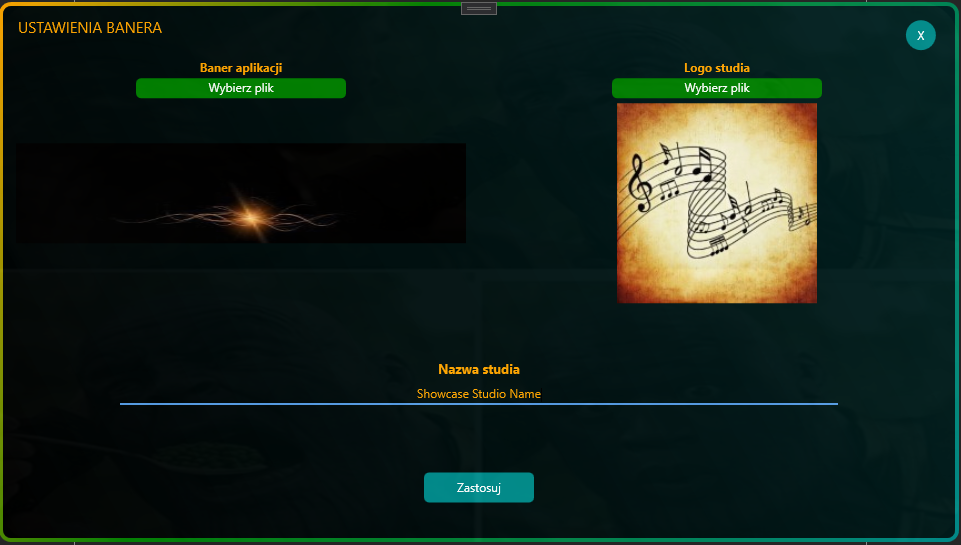 USTAWIENIA BANERA
X
Baner aplikacji
Wybierz plik
Logo studia
Wybierz plik
Nazwa studia
Showcase Studio Name
Zastosuj